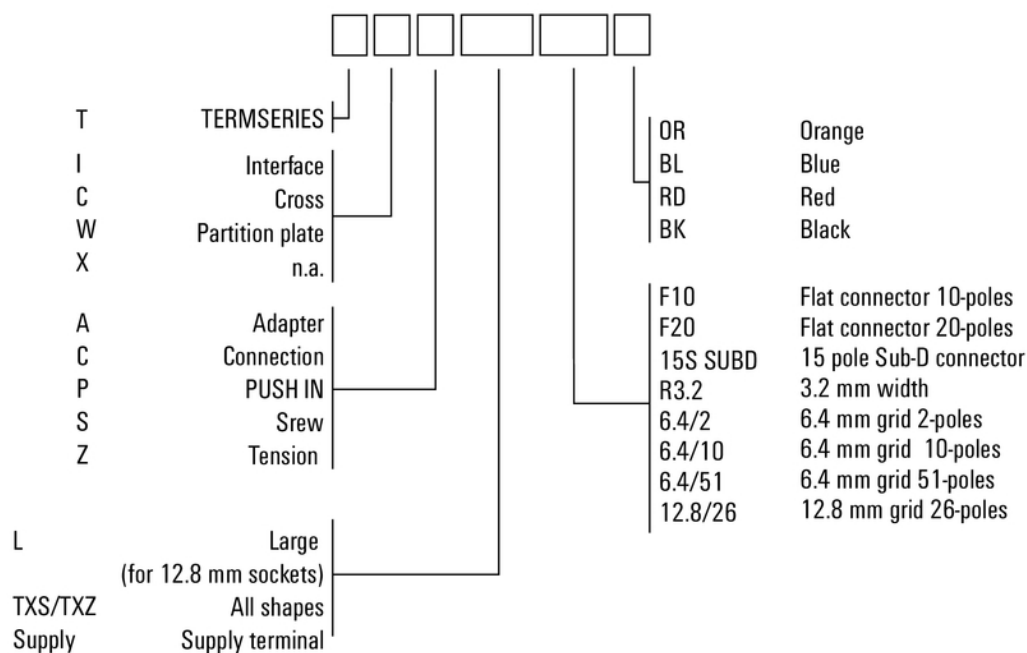 T TERMSERIES
I Interface
C Cross
W Partition plate
X n.a.
A Adapter
C Connection
P PUSH IN
S Srew
Z Tension
L Large
(for 12.8 mm sockets)
TXS/TXZ All shapes
Supply Supply terminal
OR Orange
BL Blue
RD Red
BK Black
F10 Flat connector 10-poles
F20 Flat connector 20-poles
15S SUBD 15 pole Sub-D connector
R3.2 3.2 mm width
6.4/2 6.4 mm grid 2-poles
6.4/10 6.4 mm grid 10-poles
6.4/51 6.4 mm grid 51-poles
12.8/26 12.8 mm grid 26-poles